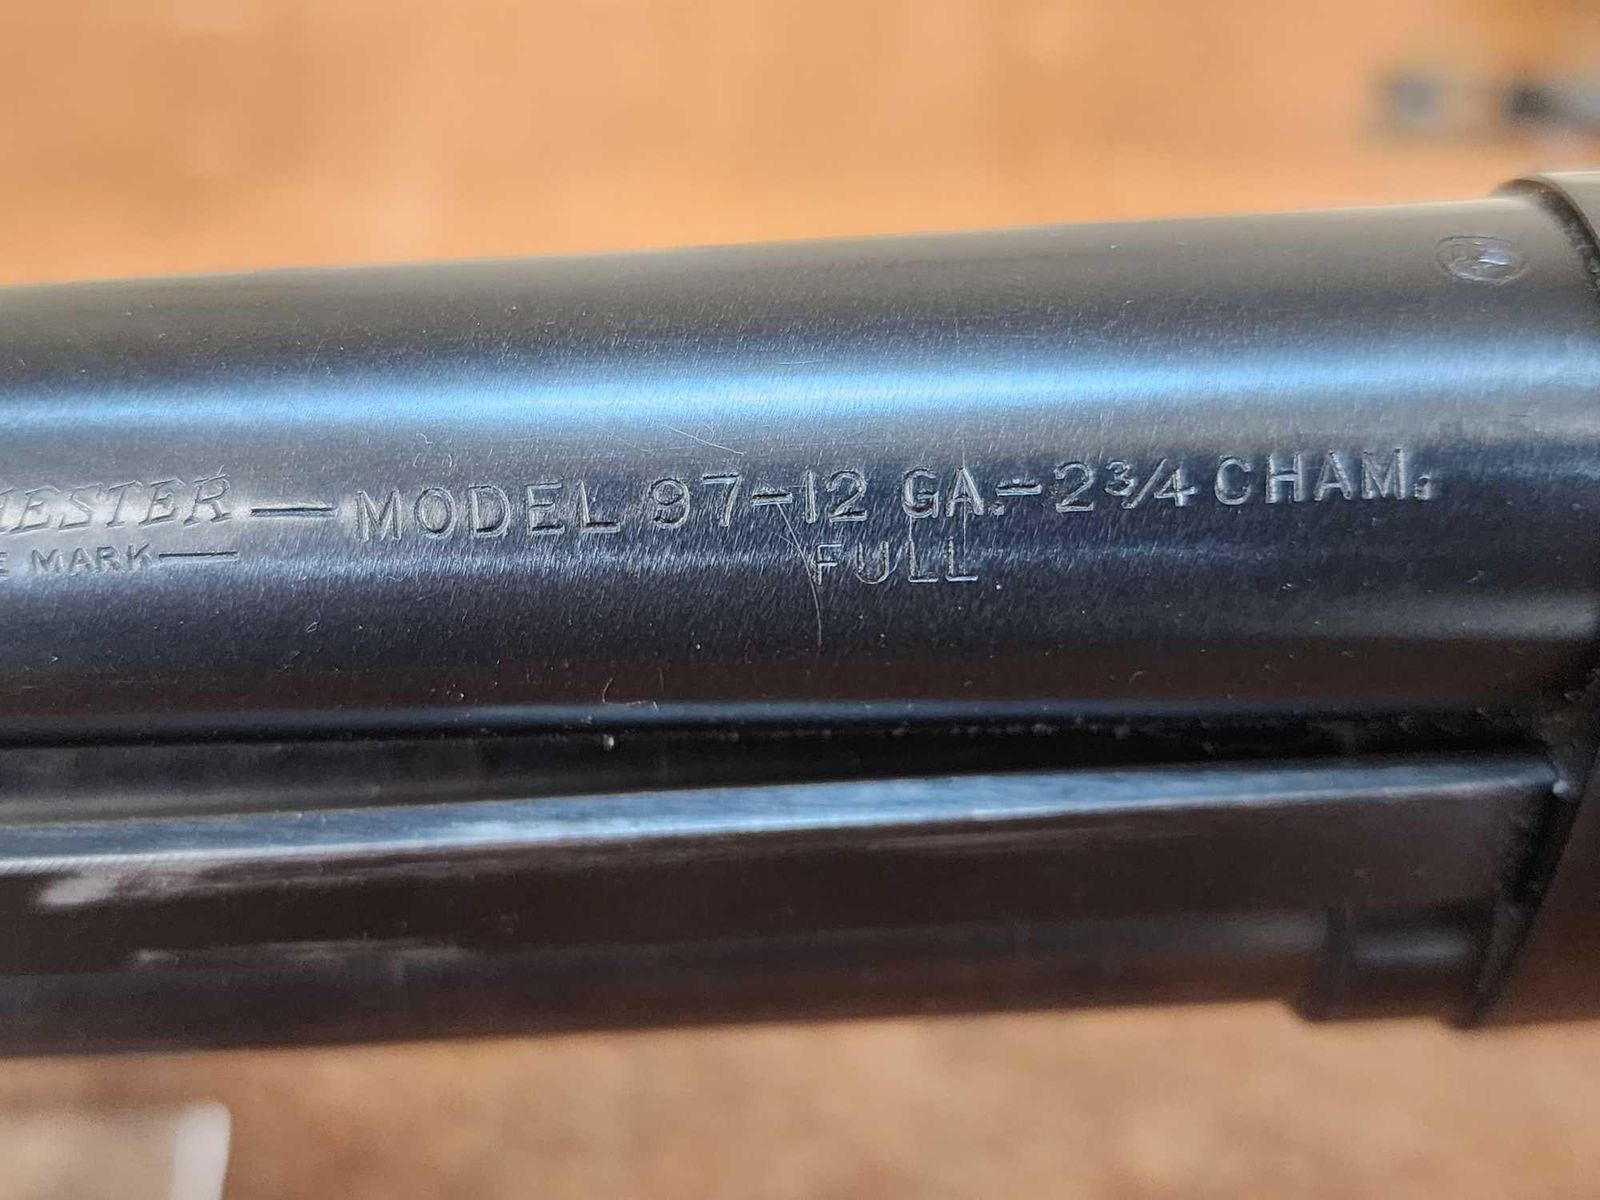 HESTER — MODEL 97-12 GA.-2¾ CHAM.
E MARK— FULL